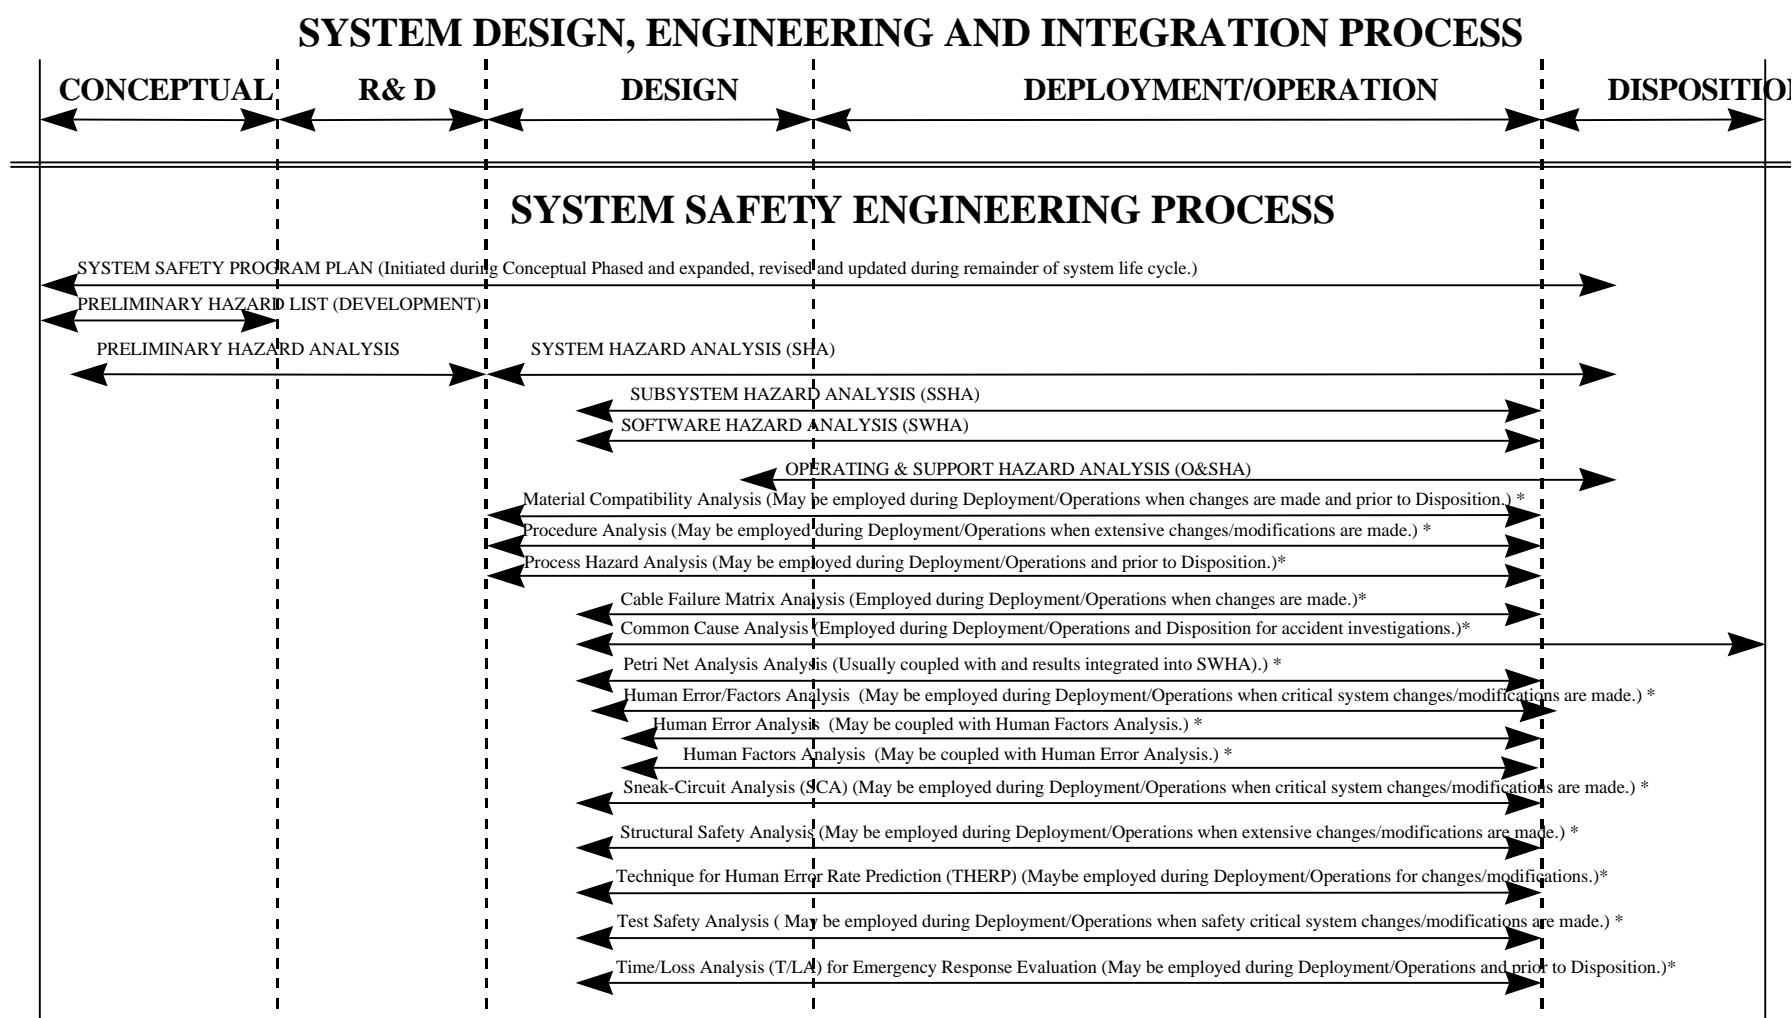 SYSTEM DESIGN, ENGINEERING AND INTEGRATION PROCESS
CONCEPTUAL R& D DESIGN DEPLOYMENT/OPERATION DISPOSITION
SYSTEM SAFETY ENGINEERING PROCESS
SYSTEM SAFETY PROGRAM PLAN (Initiated during Conceptual Phased and expanded, revised and updated during remainder of system life cycle.)
PRELIMINARY HAZARD LIST (DEVELOPMENT)
PRELIMINARY HAZARD ANALYSIS SYSTEM HAZARD ANALYSIS (SHA)
SUBSYSTEM HAZARD ANALYSIS (SSHA)
SOFTWARE HAZARD ANALYSIS (SWHA)
OPERATING & SUPPORT HAZARD ANALYSIS (O&SHA)
Material Compatibility Analysis (May be employed during Deployment/Operations when changes are made and prior to Disposition.) *
Procedure Analysis (May be employed during Deployment/Operations when extensive changes/modifications are made.) *
Process Hazard Analysis (May be employed during Deployment/Operations and prior to Disposition.)*
Cable Failure Matrix Analysis (Employed during Deployment/Operations when changes are made.)*
Common Cause Analysis (Employed during Deployment/Operations and Disposition for accident investigations.)*
Petri Net Analysis Analysis (Usually coupled with and results integrated into SWHA).) *
Human Error/Factors Analysis (May be employed during Deployment/Operations when critical system changes/modifications are made.) *
Human Error Analysis (May be coupled with Human Factors Analysis.) *
Human Factors Analysis (May be coupled with Human Error Analysis.) *
Sneak-Circuit Analysis (SCA) (May be employed during Deployment/Operations when critical system changes/modifications are made.) *
Structural Safety Analysis (May be employed during Deployment/Operations when extensive changes/modifications are made.) *
Technique for Human Error Rate Prediction (THERP) (Maybe employed during Deployment/Operations for changes/modifications.)*
Test Safety Analysis ( May be employed during Deployment/Operations when safety critical system changes/modifications are made.) *
Time/Loss Analysis (T/LA) for Emergency Response Evaluation (May be employed during Deployment/Operations and prior to Disposition.)*